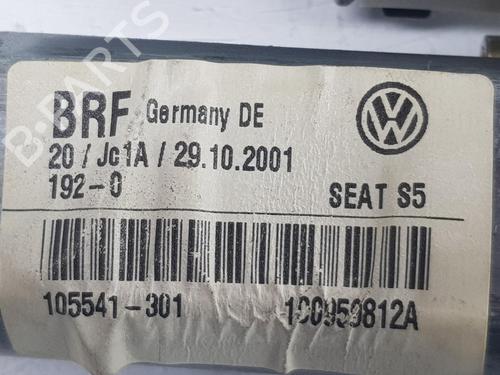 BRF Germany DE
20 / Jc1A / 29.10.2001
192-0
SEAT S5
105541-301
1C0959812A
B-PARTS